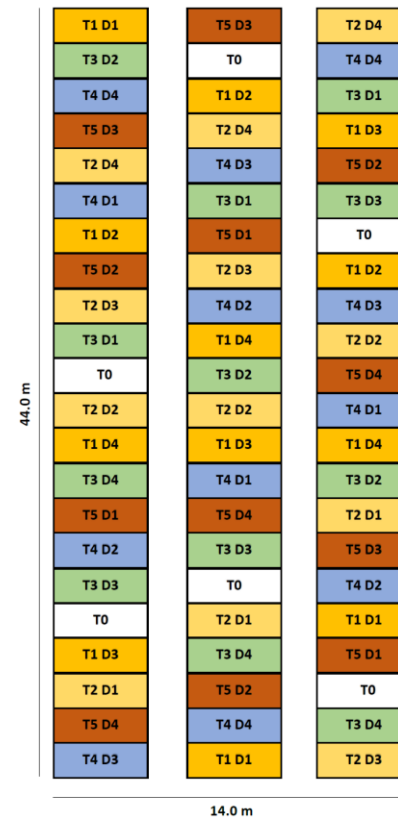 T1 D1
T3 D2
T4 D4
T5 D3
T2 D4
T4 D1
T1 D2
T5 D2
T2 D3
T3 D1
T0
T2 D2
T1 D4
T3 D4
T5 D1
T4 D2
T3 D3
T0
T1 D3
T2 D1
T5 D4
T4 D3
T5 D3
T0
T1 D2
T2 D4
T4 D3
T3 D1
T5 D1
T2 D3
T4 D2
T1 D4
T3 D2
T2 D2
T1 D3
T4 D1
T5 D4
T3 D3
T0
T2 D1
T3 D4
T5 D2
T4 D4
T1 D1
T2 D4
T4 D4
T3 D1
T1 D3
T5 D2
T3 D3
T0
T1 D2
T4 D3
T2 D2
T5 D4
T4 D1
T1 D4
T3 D2
T2 D1
T5 D3
T4 D2
T1 D1
T5 D1
T0
T3 D4
T2 D3
44.0 m
14.0 m